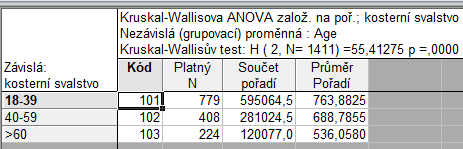 Kruskal-Wallisova ANOVA založ. na poř.; kosterní svalstvo
Nezávislá (grupovací) proměnná : Age
Kruskal-Wallisův test: H ( 2, N= 1411) =55,41275 p =,0000
Závislá: kosterní svalstvo Kód Platný N Součet pořadí Průměr Pořadí
18-39 101 779 595064,5 763,8825
40-59 102 408 281024,5 688,7855
>60 103 224 120077,0 536,0580